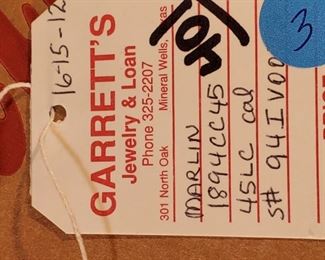 16-15-12
GARRETT'S
Jewelry & Loan
Phone 325-2207
301 North Oak Mineral Wells,
MARLIN
1894CC45
45LC cal
S# 94IV00
3